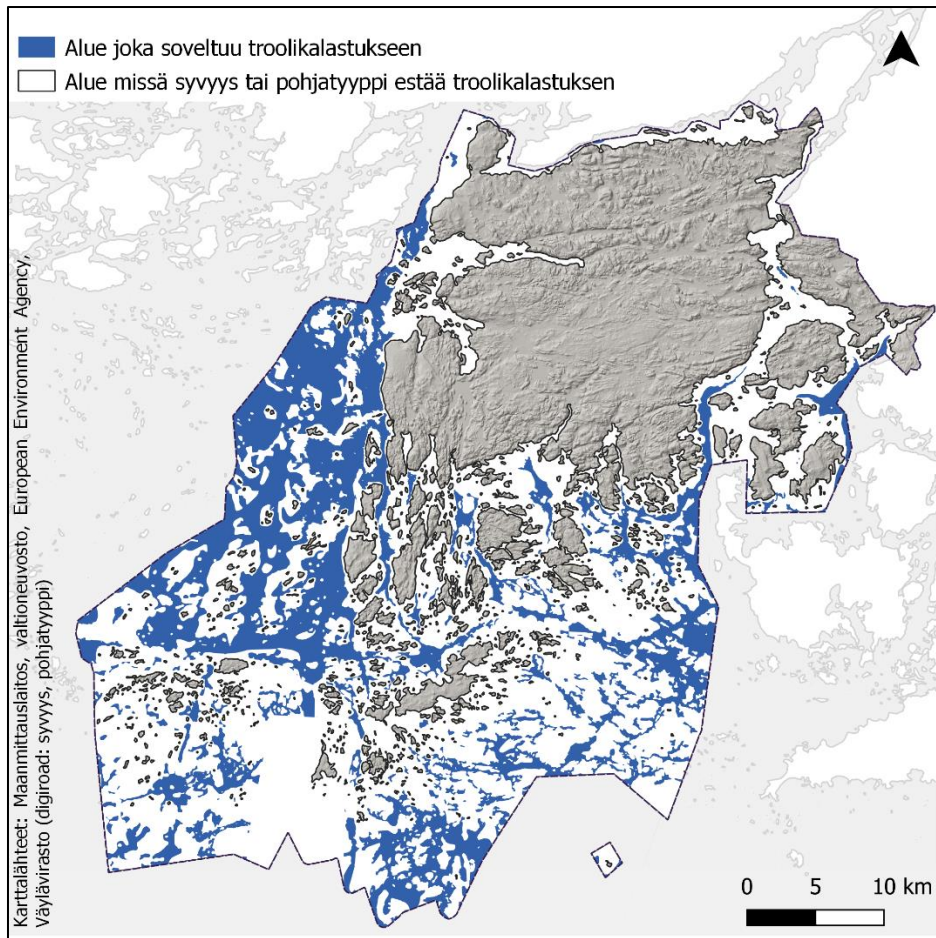 Alue joka soveltuu troolikalastukseen
Alue missä syvyys tai pohjatyyppi estää troolikalastuksen
Karttalähteet: Maanmittauslaitos, valtioneuvosto, European Environment Agency,
Väylävirasto (digiroad: syvyys, pohjatyyppi)
0 5 10 km